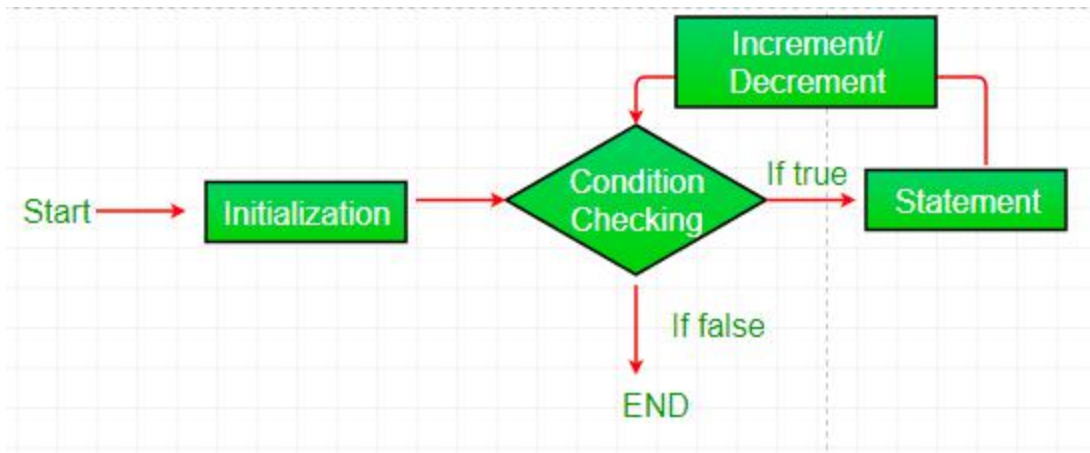 Start
Initialization
Condition
Checking
If true
Statement
Increment/
Decrement
If false
END